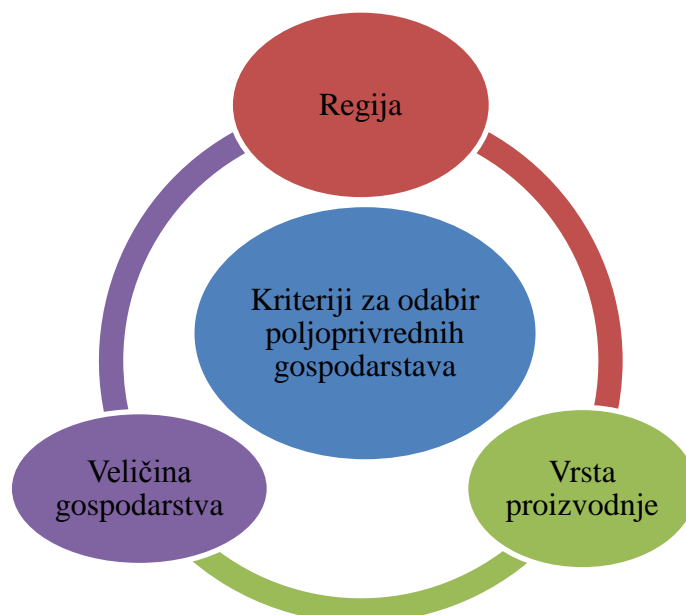 Regija
Kriteriji za odabir
poljoprivrednih
gospodarstava
Veličina
gospodarstva
Vrsta
proizvodnje